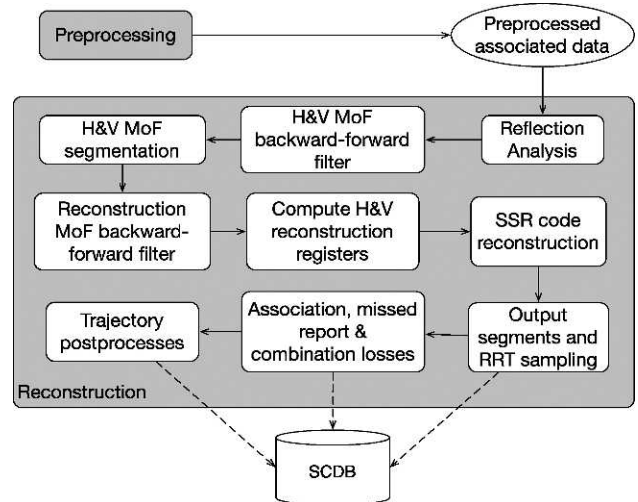 Preprocessing
Preprocessed
associated data
H&V MoF
segmentation
H&V MoF
backward-forward
filter
Reflection
Analysis
Reconstruction
MoF backward-
forward filter
Compute H&V
reconstruction
registers
SSR code
reconstruction
Trajectory
postprocesses
Association, missed
report &
combination losses
Output
segments and
RRT sampling
Reconstruction
SCDB